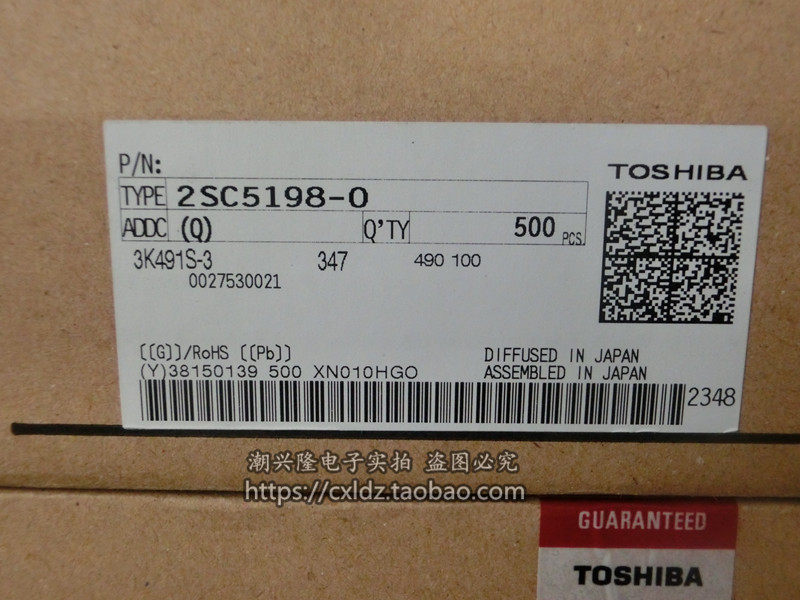 P/N:
TOSHIBA
TYPE 2SC5198-O
ADDC (Q) Q'TY 500 PCS.
3K491S-3 347 490 100
0027530021
[[G]]/RoHS [[Pb]] DIFFUSED IN JAPAN
(Y)38150139 500 XN010HGO ASSEMBLED IN JAPAN
2348
潮兴隆电子实拍 盗图必究
https://cxldz.taobao.com
GUARANTEED
TOSHIBA